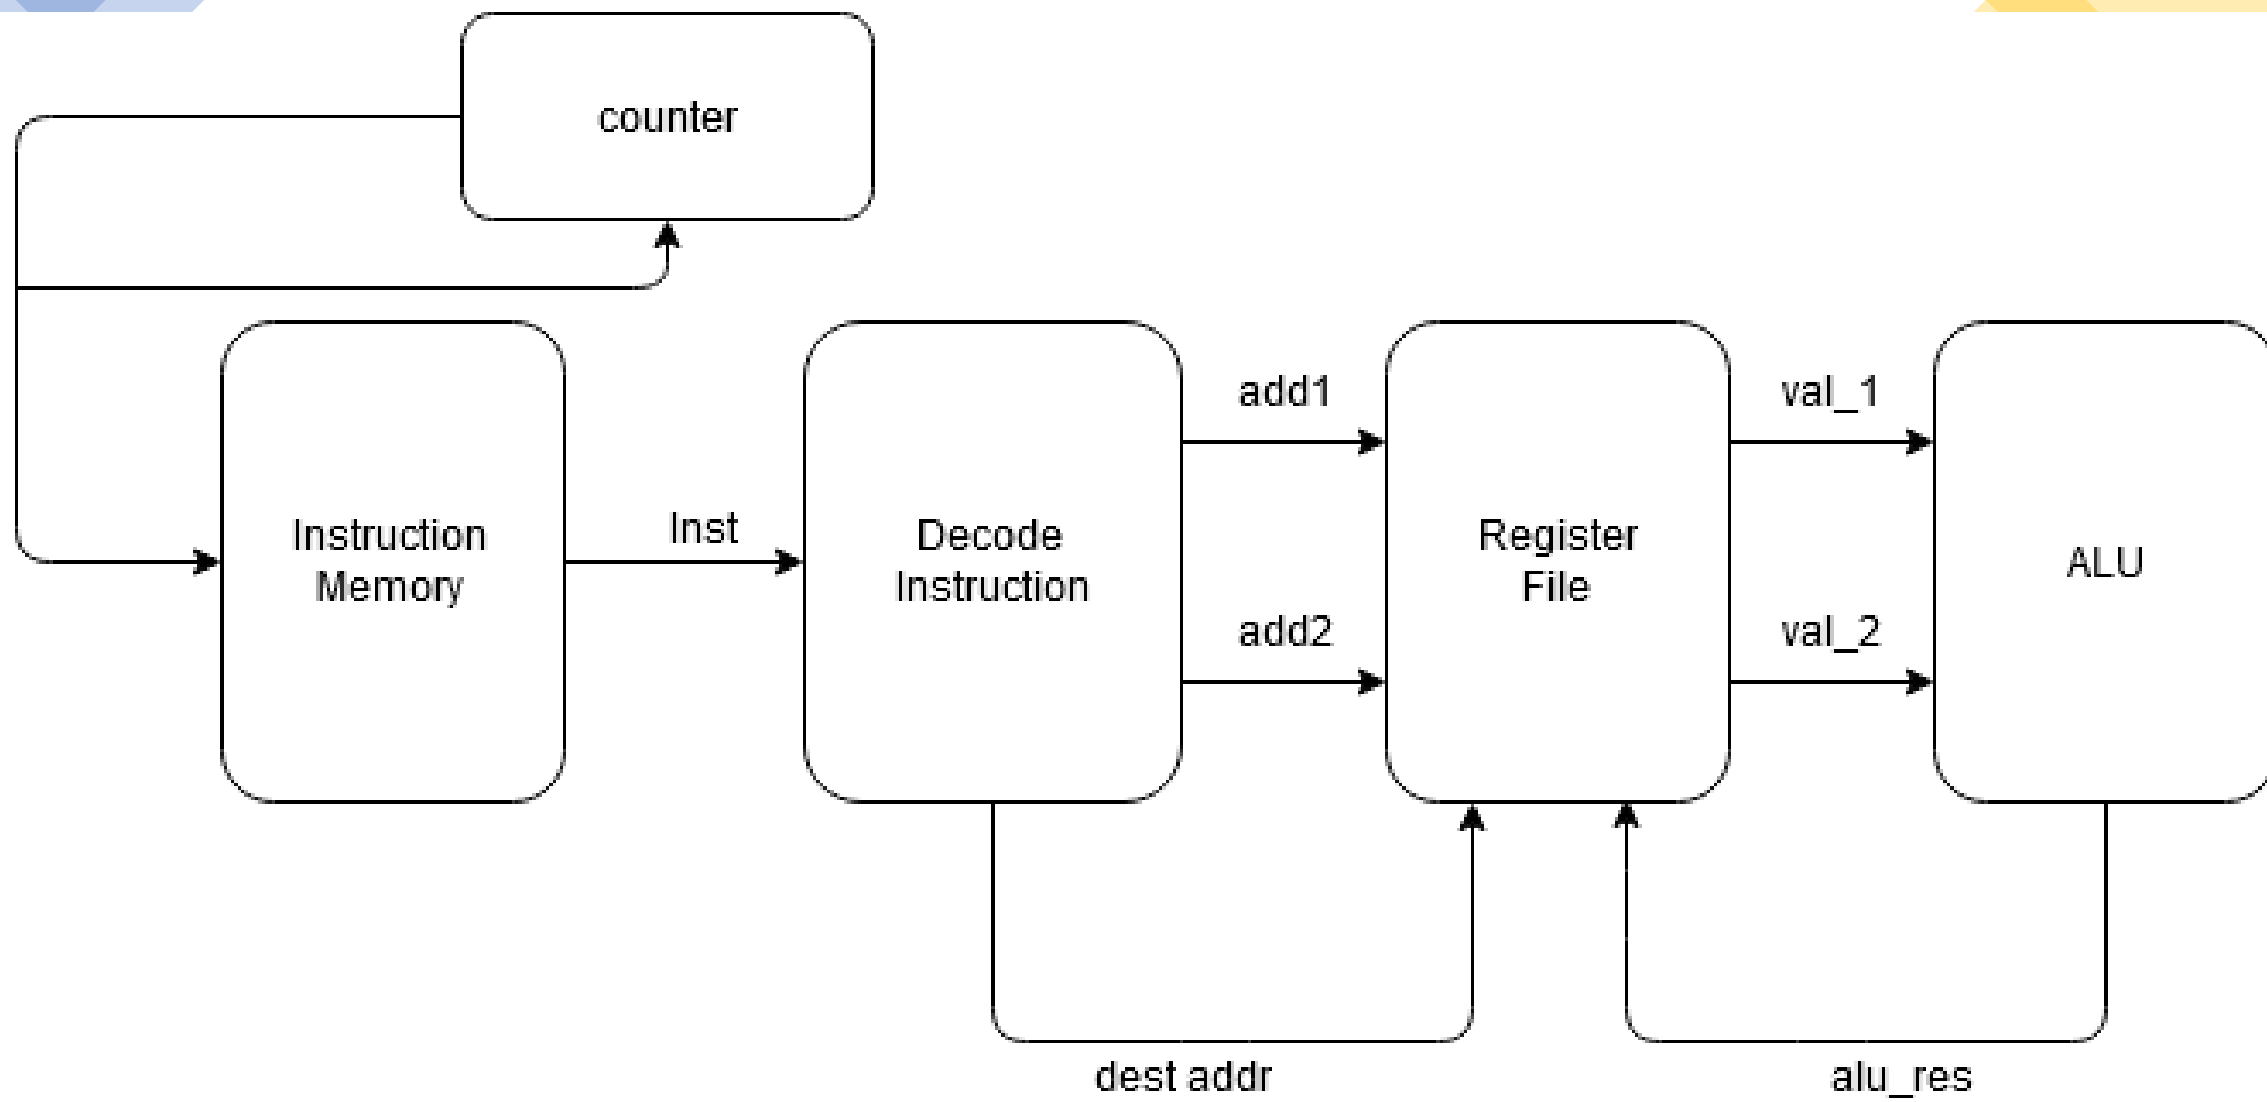 counter
add1
val_1
Inst
Instruction
Memory
Decode
Instruction
Register
File
ALU
add2
val_2
dest addr
alu_res